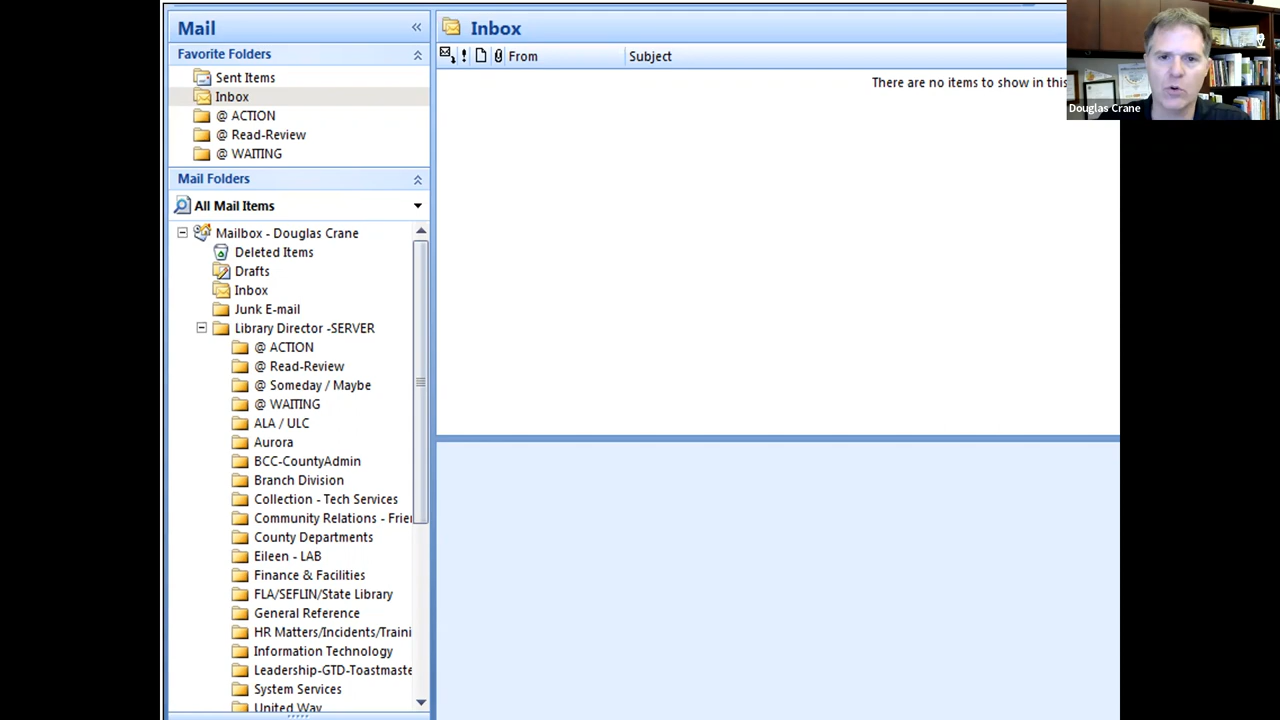 Mail
Favorite Folders
Sent Items
Inbox
@ ACTION
@ Read-Review
@ WAITING
Mail Folders
All Mail Items
Mailbox - Douglas Crane
Deleted Items
Drafts
Inbox
Junk E-mail
Library Director -SERVER
@ ACTION
@ Read-Review
@ Someday / Maybe
@ WAITING
ALA / ULC
Aurora
BCC-CountyAdmin
Branch Division
Collection - Tech Services
Community Relations - Frie
County Departments
Eileen - LAB
Finance & Facilities
FLA/SEFLIN/State Library
General Reference
HR Matters/Incidents/Traini
Information Technology
Leadership-GTD-Toastmaste
System Services
United Way
Inbox
From Subject
There are no items to show in this
Douglas Crane